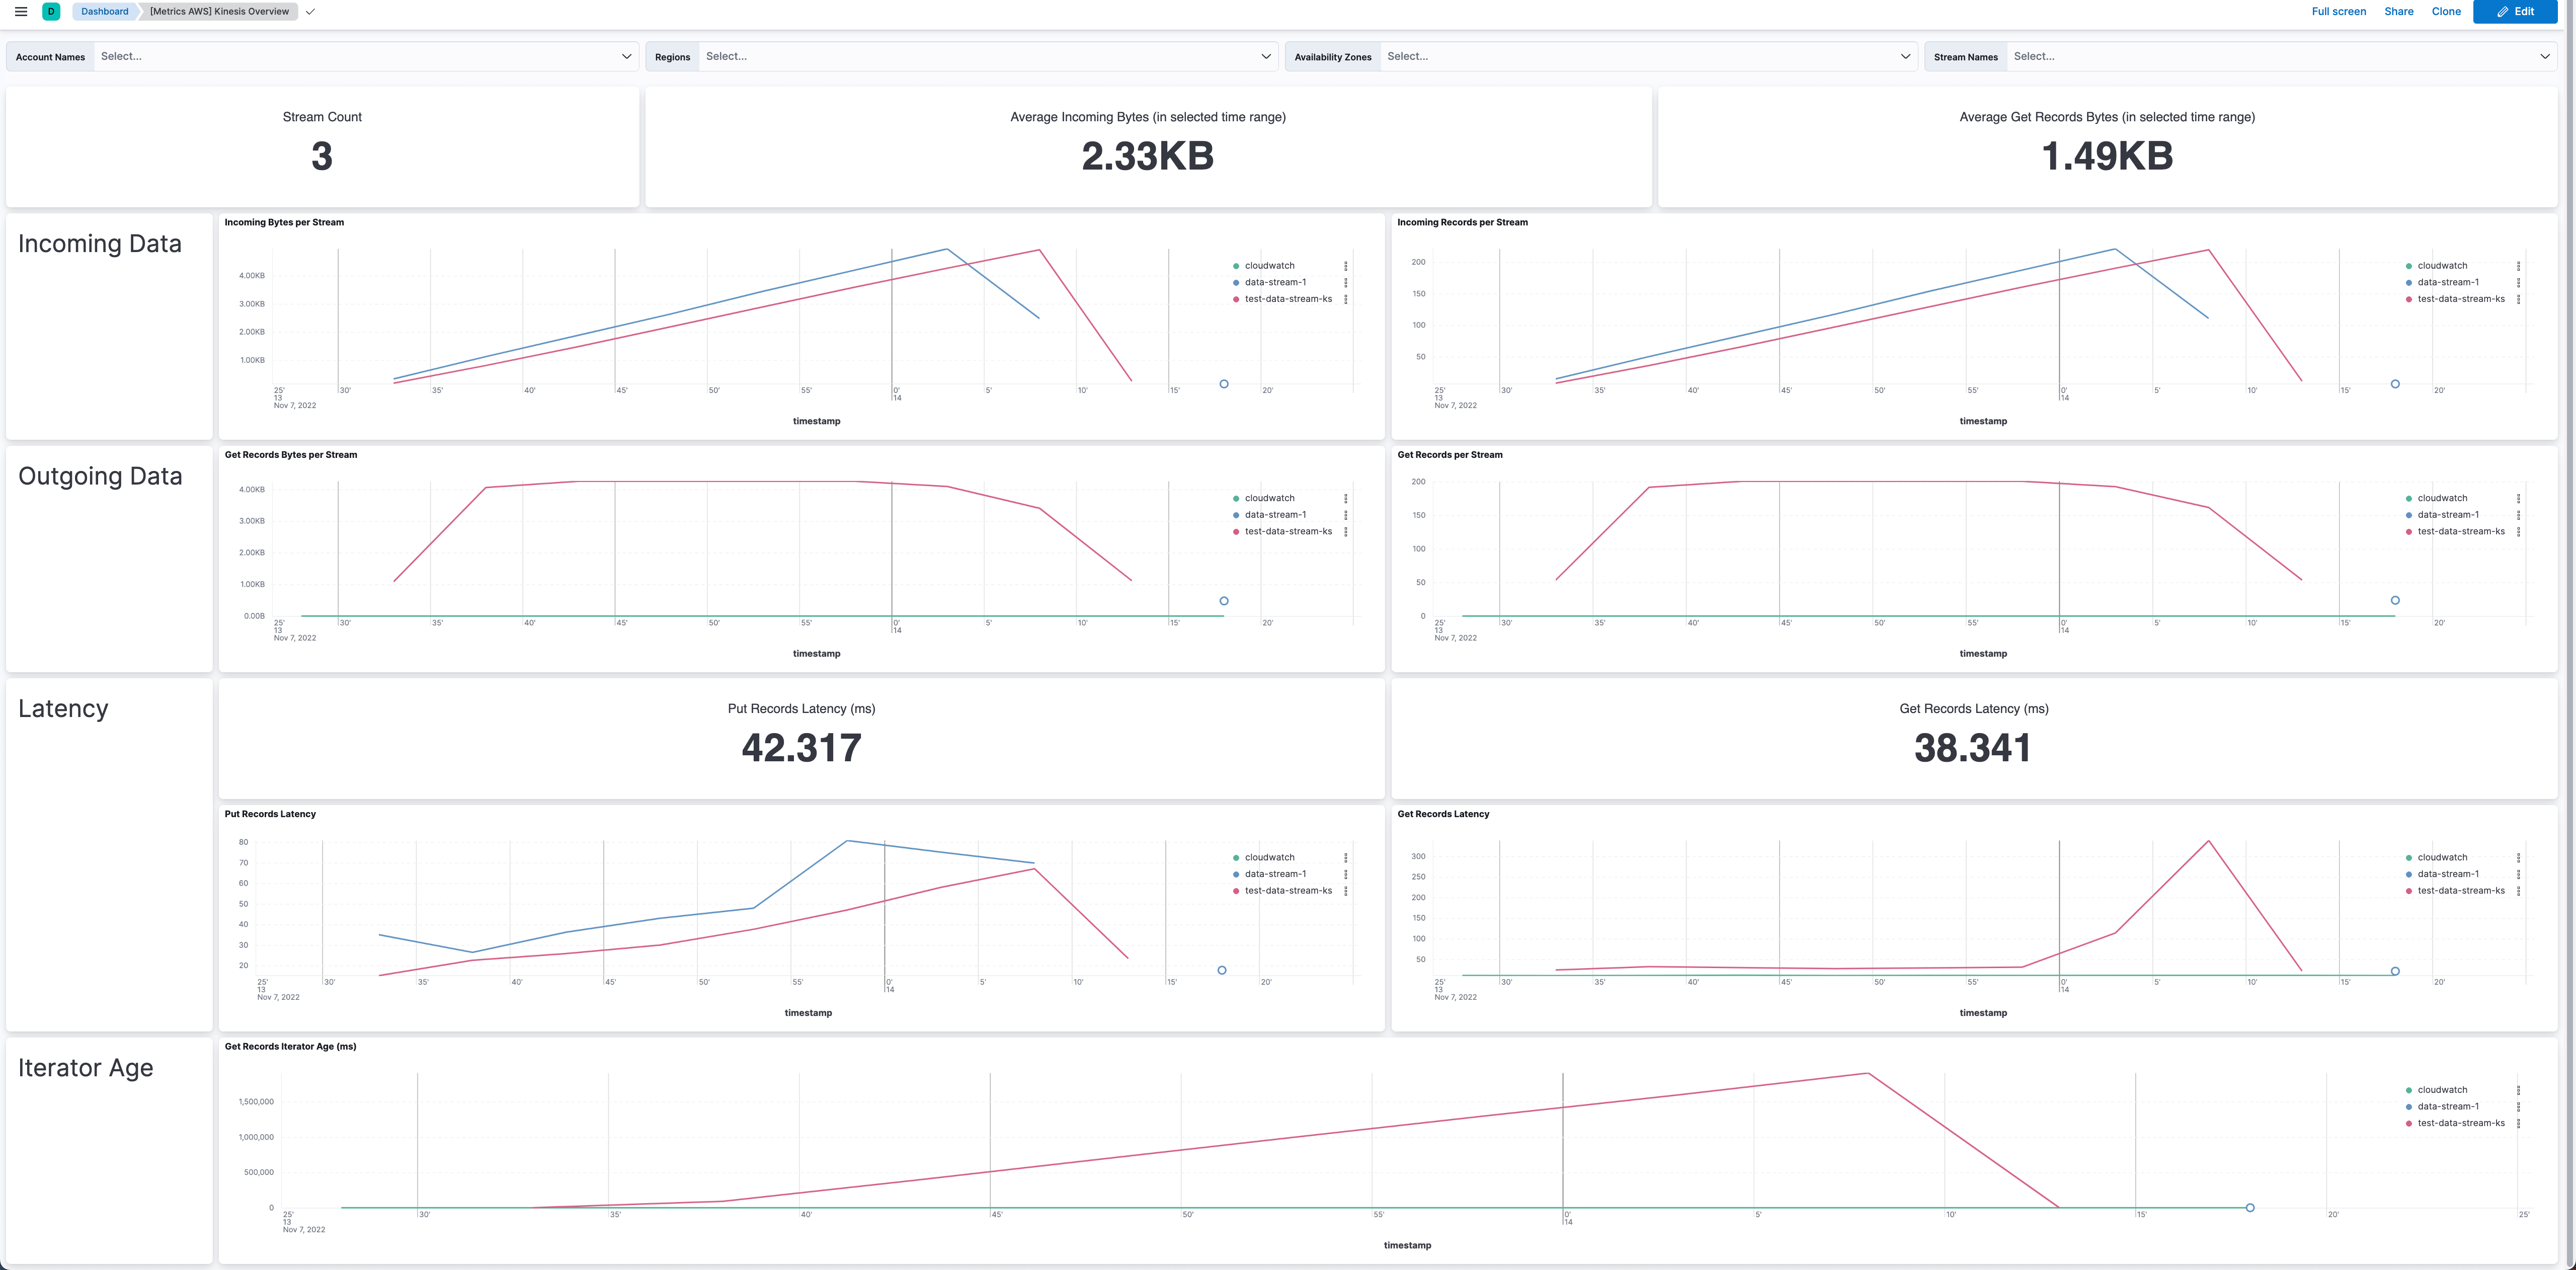 D Dashboard [Metrics AWS] Kinesis Overview Full screen Share Clone Edit
Account Names Select... Regions Select... Availability Zones Select... Stream Names Select...
Stream Count
3
Average Incoming Bytes (in selected time range)
2.33KB
Average Get Records Bytes (in selected time range)
1.49KB
Incoming Data
Incoming Bytes per Stream
4.00KB
3.00KB
2.00KB
1.00KB
25' 30' 35' 40' 45' 50' 55' 0' 5' 10' 15' 20'
13 14
Nov 7, 2022
timestamp
cloudwatch
data-stream-1
test-data-stream-ks
Incoming Records per Stream
200
150
100
50
25' 30' 35' 40' 45' 50' 55' 0' 5' 10' 15' 20'
13 14
Nov 7, 2022
timestamp
cloudwatch
data-stream-1
test-data-stream-ks
Outgoing Data
Get Records Bytes per Stream
4.00KB
3.00KB
2.00KB
1.00KB
0.00B
25' 30' 35' 40' 45' 50' 55' 0' 5' 10' 15' 20'
13 14
Nov 7, 2022
timestamp
cloudwatch
data-stream-1
test-data-stream-ks
Get Records per Stream
200
150
100
50
0
25' 30' 35' 40' 45' 50' 55' 0' 5' 10' 15' 20'
13 14
Nov 7, 2022
timestamp
cloudwatch
data-stream-1
test-data-stream-ks
Latency
Put Records Latency (ms)
42.317
Get Records Latency (ms)
38.341
Put Records Latency
80
70
60
50
40
30
20
25' 30' 35' 40' 45' 50' 55' 0' 5' 10' 15' 20'
13 14
Nov 7, 2022
timestamp
cloudwatch
data-stream-1
test-data-stream-ks
Get Records Latency
300
250
200
150
100
50
25' 30' 35' 40' 45' 50' 55' 0' 5' 10' 15' 20'
13 14
Nov 7, 2022
timestamp
cloudwatch
data-stream-1
test-data-stream-ks
Iterator Age
Get Records Iterator Age (ms)
1,500,000
1,000,000
500,000
0
25' 30' 35' 40' 45' 50' 55' 0' 5' 10' 15' 20' 25'
13 14
Nov 7, 2022
timestamp
cloudwatch
data-stream-1
test-data-stream-ks